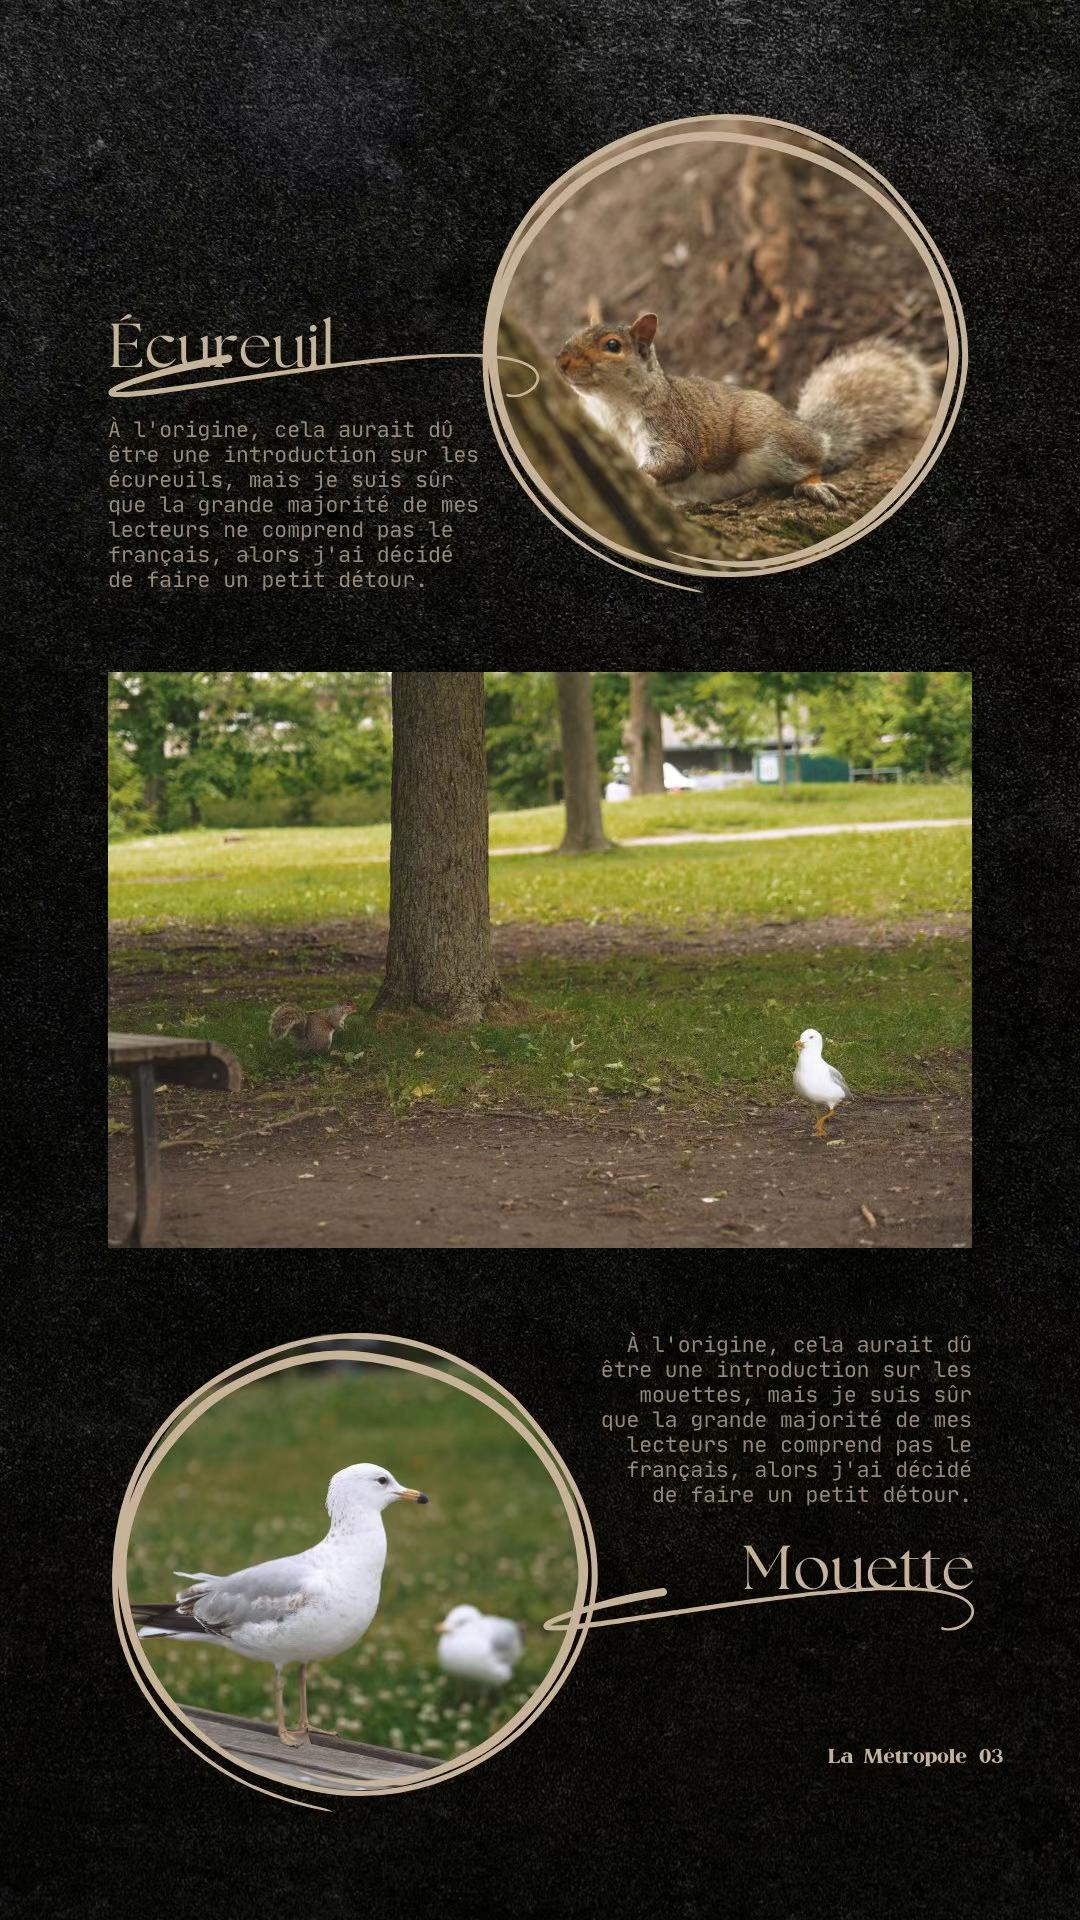 Écureuil
À l'origine, cela aurait dû
être une introduction sur les
écureuils, mais je suis sûr
que la grande majorité de mes
lecteurs ne comprend pas le
français, alors j'ai décidé
de faire un petit détour.
À l'origine, cela aurait dû
être une introduction sur les
mouettes, mais je suis sûr
que la grande majorité de mes
lecteurs ne comprend pas le
français, alors j'ai décidé
de faire un petit détour.
Mouette
La Métropole 03